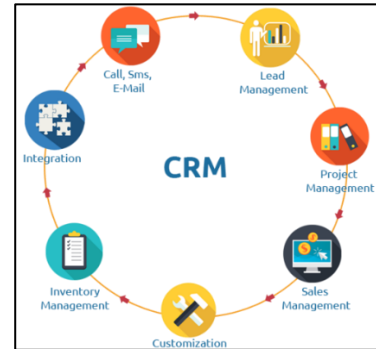 Call, Sms,
E-Mail
Lead
Management
Integration
CRM
Project
Management
Inventory
Management
Sales
Management
Customization